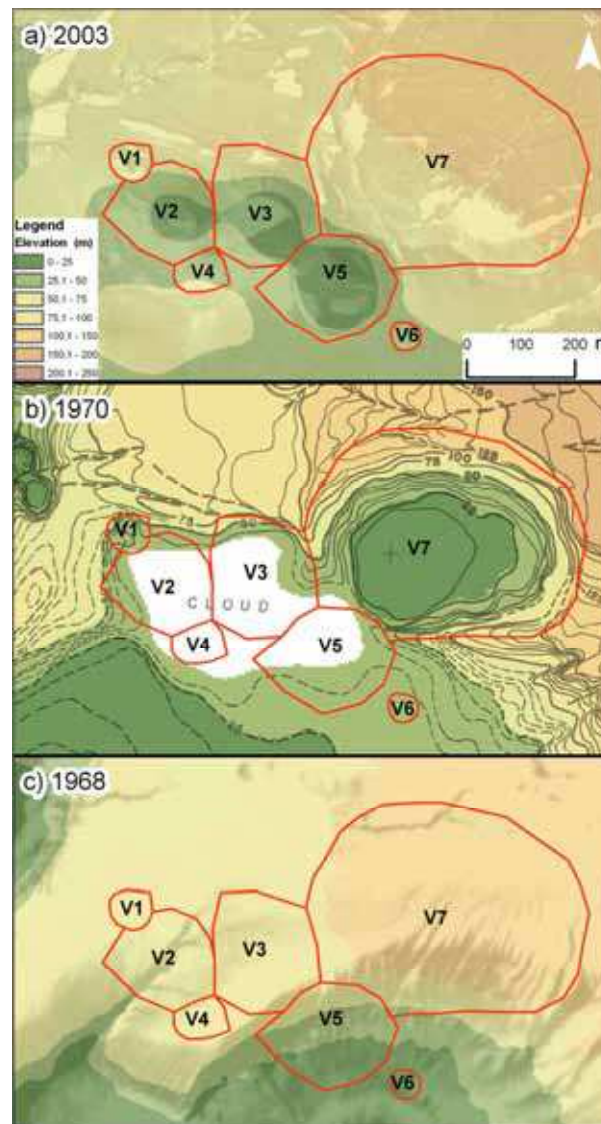 a) 2003
V1
V7
V2
V3
V4
V5
V6
Legend
Elevation (m)
0 - 25
25,1 - 50
50,1 - 75
75,1 - 100
100,1 - 150
150,1 - 200
200,1 - 250
0 100 200 m
b) 1970
75
100
125
50
V1
V7
V2
V3
CLOUD
V4
V5
V6
c) 1968
V1
V7
V2
V3
V4
V5
V6